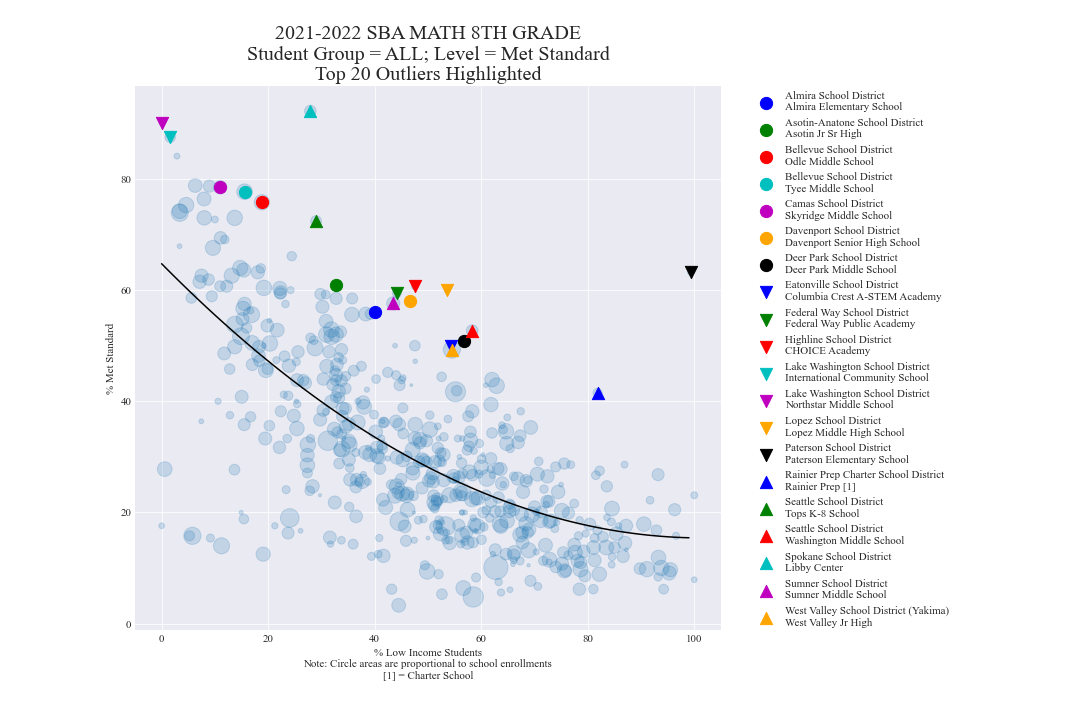 2021-2022 SBA MATH 8TH GRADE
Student Group = ALL; Level = Met Standard
Top 20 Outliers Highlighted
% Met Standard
80
60
40
20
0
0
20
40
60
80
100
% Low Income Students
Note: Circle areas are proportional to school enrollments
[1] = Charter School
Almira School District
Almira Elementary School
Asotin-Anatone School District
Asotin Jr Sr High
Bellevue School District
Odle Middle School
Bellevue School District
Tyee Middle School
Camas School District
Skyridge Middle School
Davenport School District
Davenport Senior High School
Deer Park School District
Deer Park Middle School
Eatonville School District
Columbia Crest A-STEM Academy
Federal Way School District
Federal Way Public Academy
Highline School District
CHOICE Academy
Lake Washington School District
International Community School
Lake Washington School District
Northstar Middle School
Lopez School District
Lopez Middle High School
Paterson School District
Paterson Elementary School
Rainier Prep Charter School District
Rainier Prep [1]
Seattle School District
Tops K-8 School
Seattle School District
Washington Middle School
Spokane School District
Libby Center
Sumner School District
Sumner Middle School
West Valley School District (Yakima)
West Valley Jr High